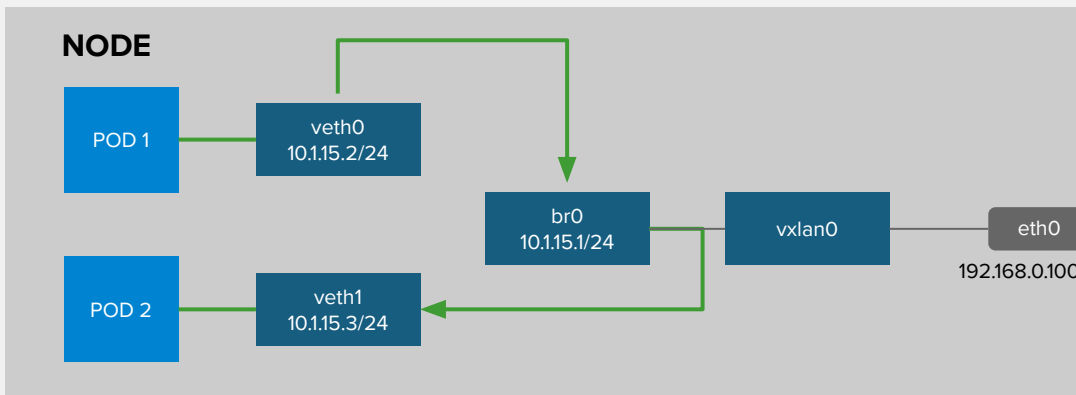 NODE
POD 1
veth0
10.1.15.2/24
br0
10.1.15.1/24
vxlan0
eth0
192.168.0.100
POD 2
veth1
10.1.15.3/24